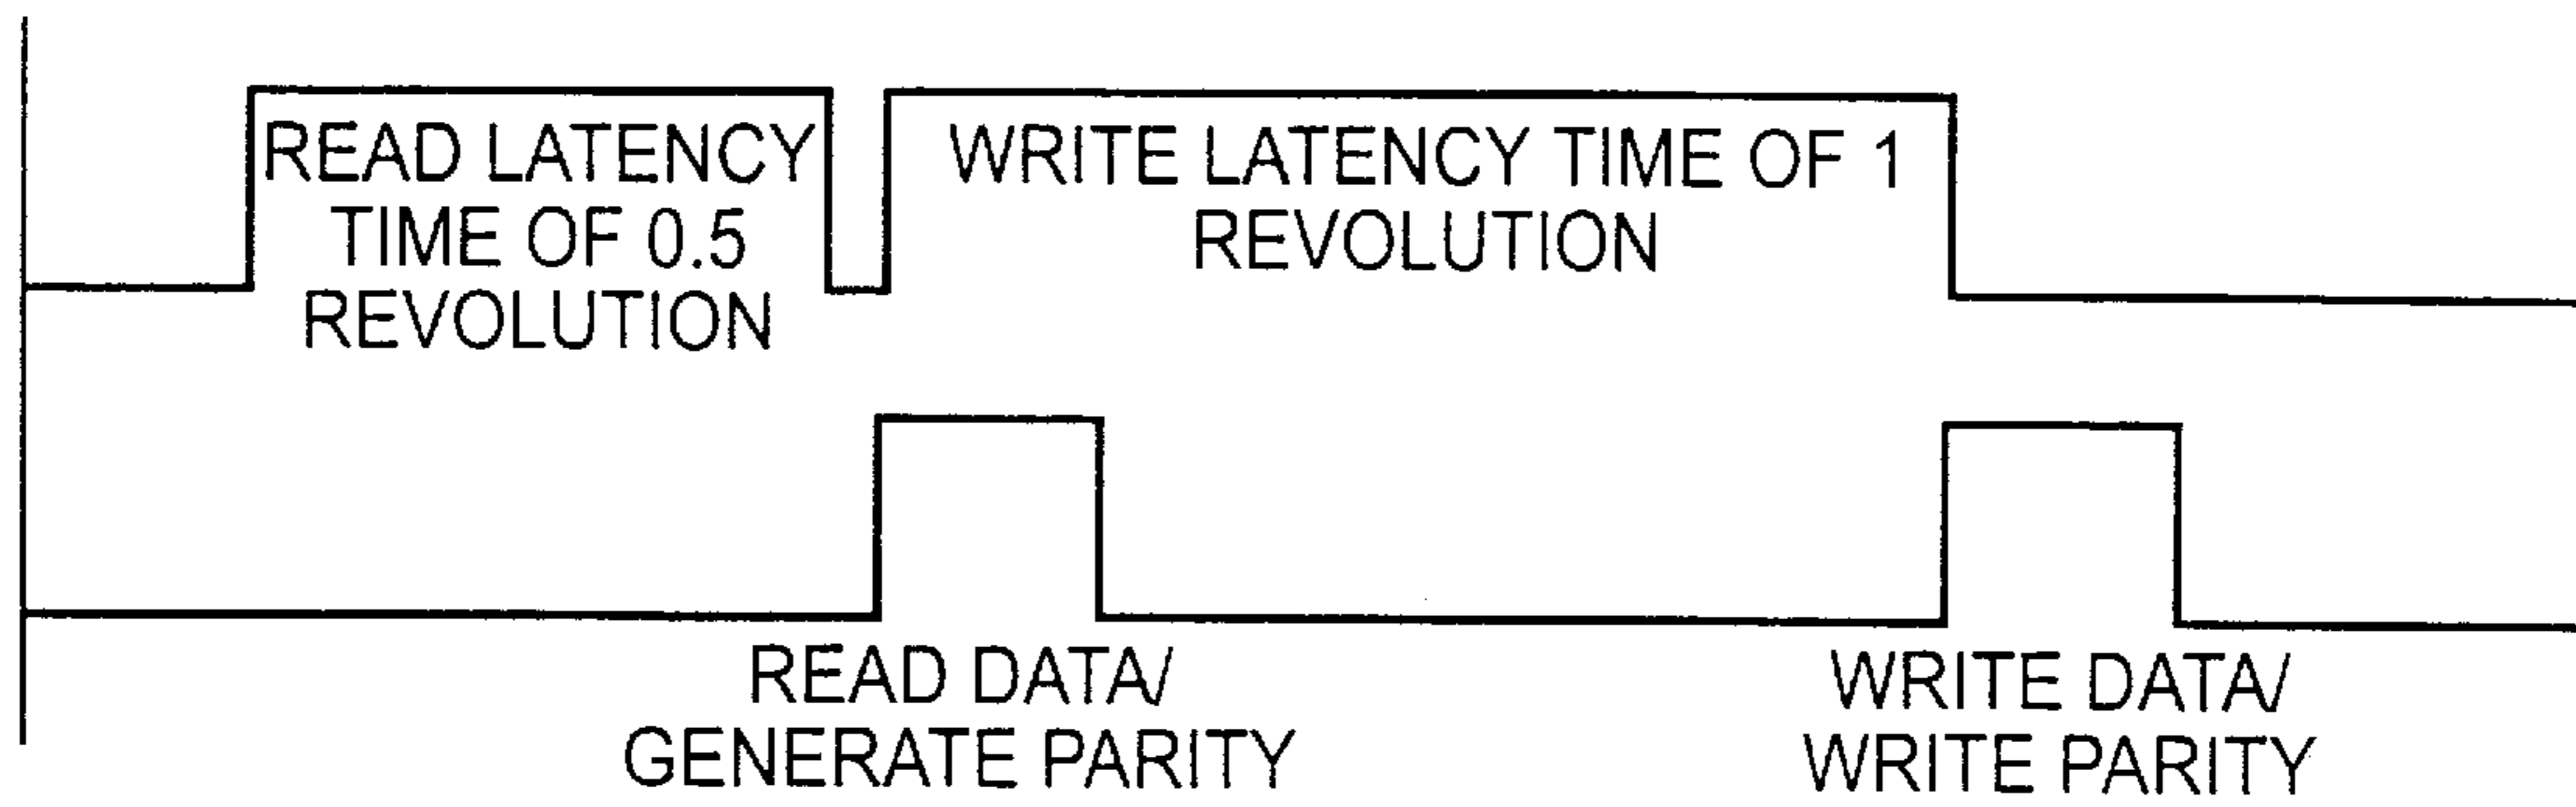 READ LATENCY
TIME OF 0.5
REVOLUTION
WRITE LATENCY TIME OF 1
REVOLUTION
READ DATA/
GENERATE PARITY
WRITE DATA/
WRITE PARITY